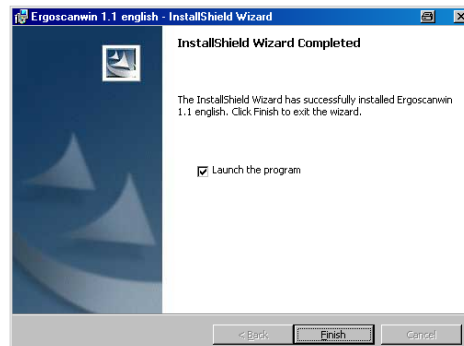 Ergoscanwin 1.1 english - InstallShield Wizard
InstallShield Wizard Completed
The InstallShield Wizard has successfully installed Ergoscanwin
1.1 english. Click Finish to exit the wizard.
Launch the program
< Back
Finish
Cancel